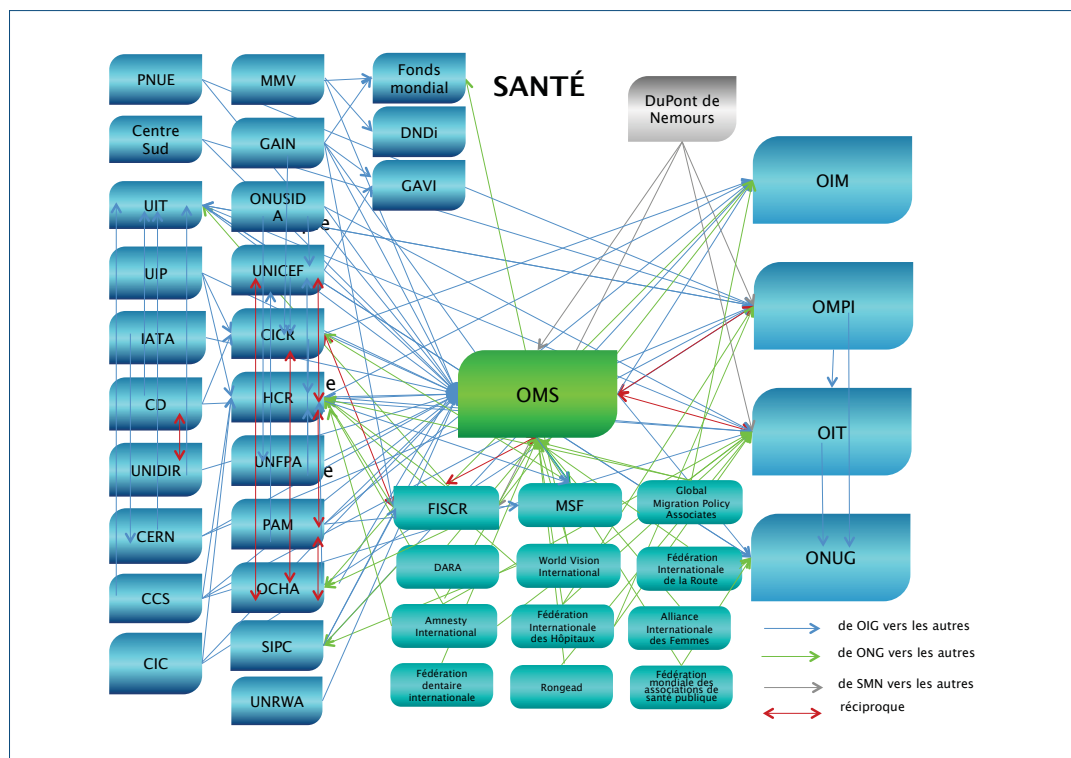 SANTÉ
PNUE
Centre
Sud
UIT
UIP
IATA
CD
UNIDIR
CERN
CCS
CIC
MMV
GAIN
ONUSID
A
UNICEF
CICR
HCR
UNFPA
PAM
OCHA
SIPC
UNRWA
Fonds
mondial
DNDi
GAVI
DuPont de
Nemours
OMS
OIM
OMPI
OIT
ONUG
FISCR
MSF
Global
Migration Policy
Associates
DARA
World Vision
International
Fédération
Internationale
de la Route
Amnesty
International
Fédération
Internationale
des Hôpitaux
Alliance
Internationale
des Femmes
Fédération
dentaire
internationale
Rongead
Fédération
mondiale des
associations de
santé publique
de OIG vers les autres
de ONG vers les autres
de SMN vers les autres
réciproque